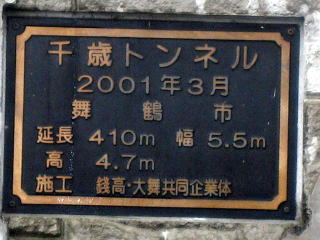 千歳トンネル
2001年3月
舞鶴市
延長 410m 幅 5.5m
高 4.7m
施工 錢高・大舞共同企業体